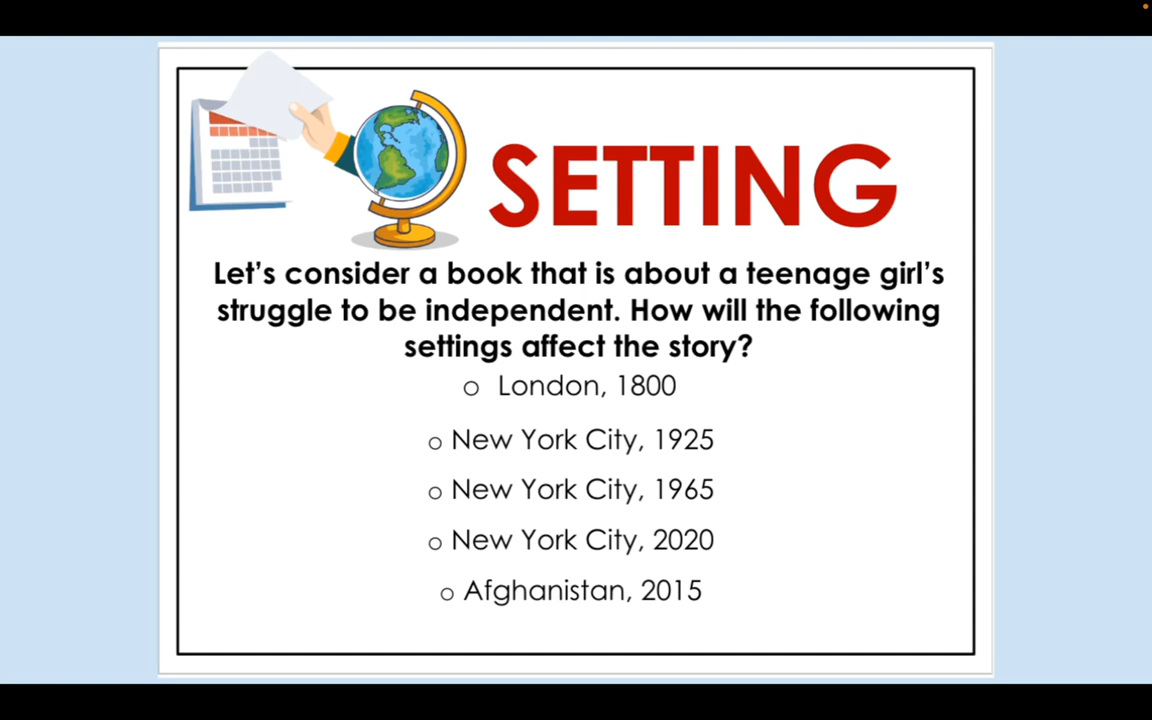 SETTING
Let's consider a book that is about a teenage girl's
struggle to be independent. How will the following
settings affect the story?
o London, 1800
o New York City, 1925
o New York City, 1965
o New York City, 2020
o Afghanistan, 2015